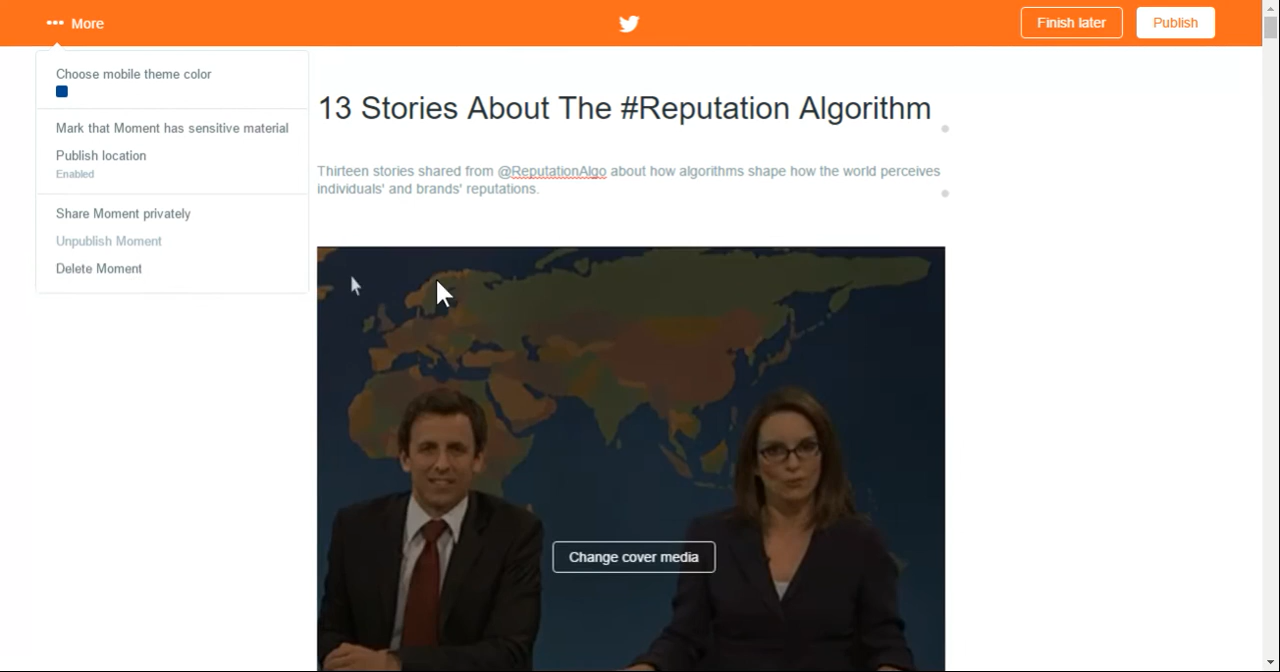 ••• More
Finish later
Publish
Choose mobile theme color
Mark that Moment has sensitive material
Publish location
Enabled
Share Moment privately
Unpublish Moment
Delete Moment
13 Stories About The #Reputation Algorithm
Thirteen stories shared from @ReputationAlgo about how algorithms shape how the world perceives
individuals' and brands' reputations.
Change cover media